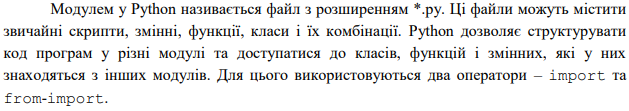 Модулем у Python називається файл з розширенням *.py. Ці файли можуть містити
звичайні скрипти, змінні, функції, класи і їх комбінації. Python дозволяє структурувати
код програм у різні модулі та доступатися до класів, функцій і змінних, які у них
знаходяться з інших модулів. Для цього використовуються два оператори – import та
from-import.